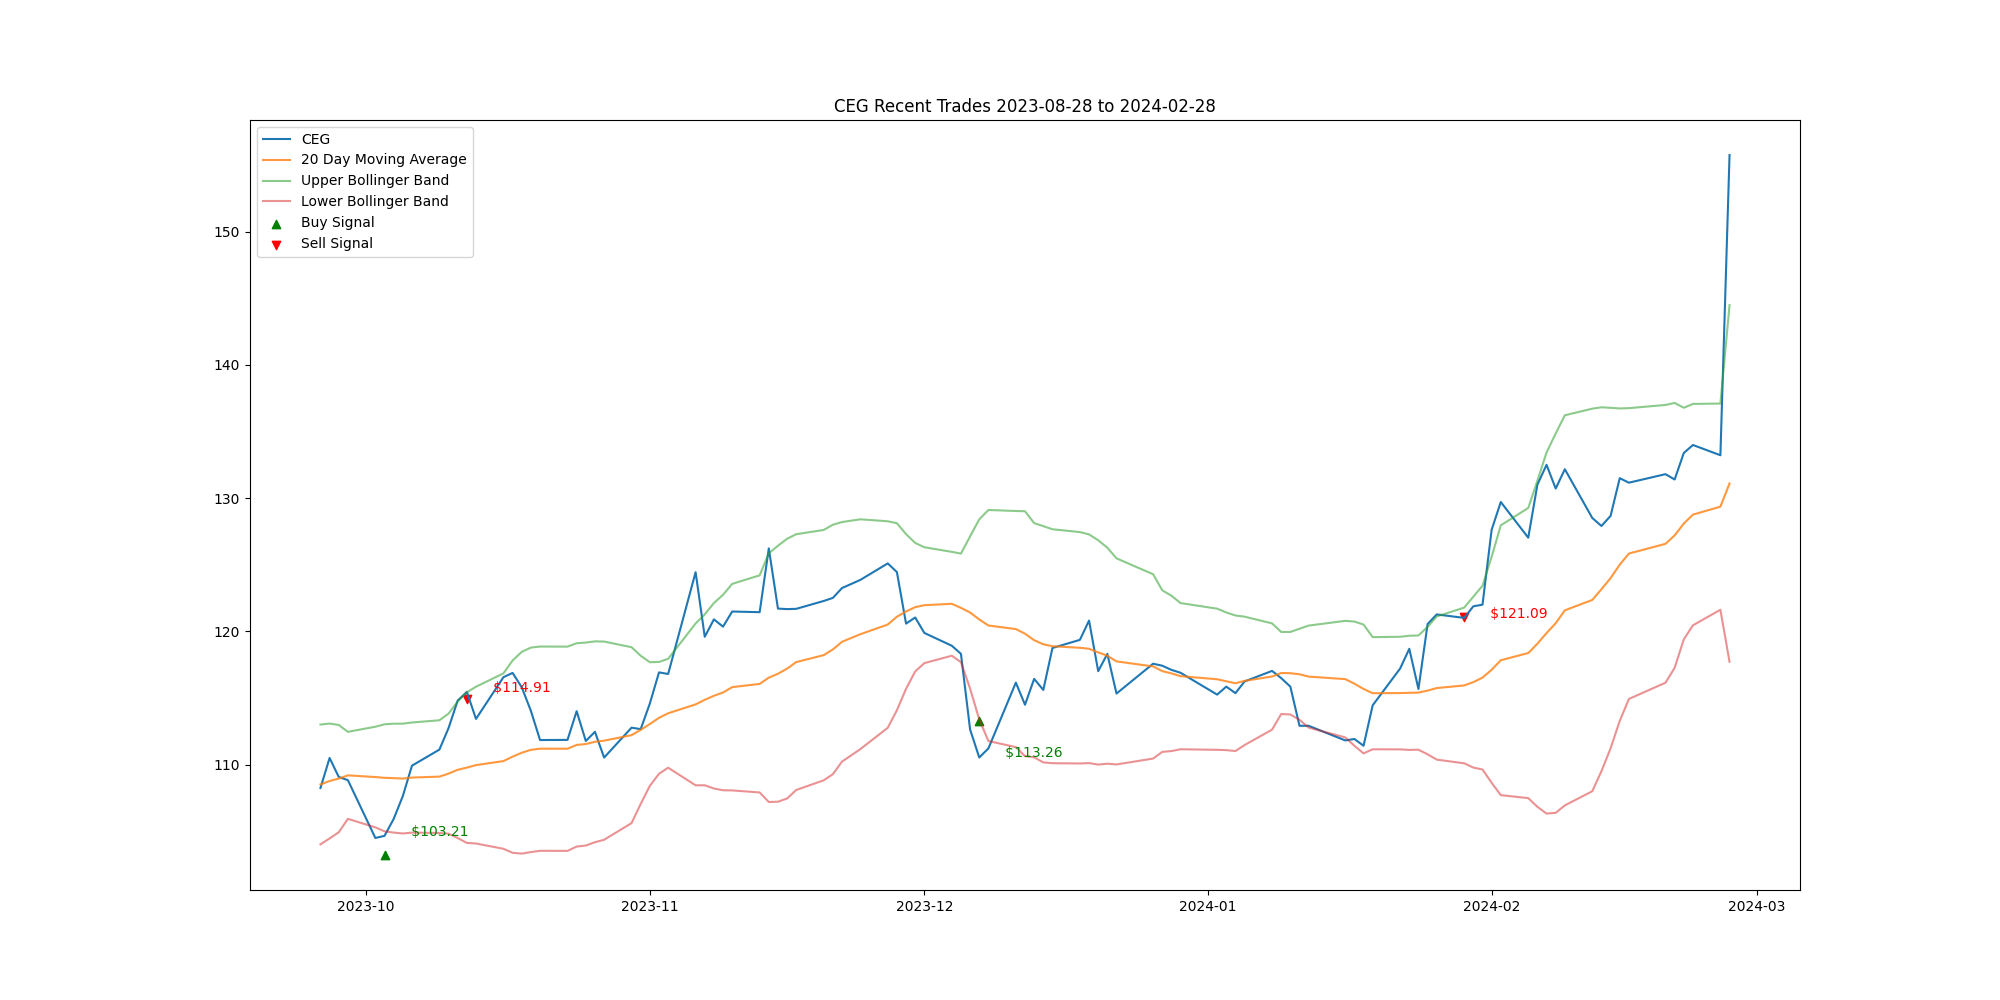 CEG Recent Trades 2023-08-28 to 2024-02-28
CEG
20 Day Moving Average
Upper Bollinger Band
Lower Bollinger Band
Buy Signal
Sell Signal
150
140
130
120
110
$121.09
$114.91
$113.26
$103.21
2023-10
2023-11
2023-12
2024-01
2024-02
2024-03